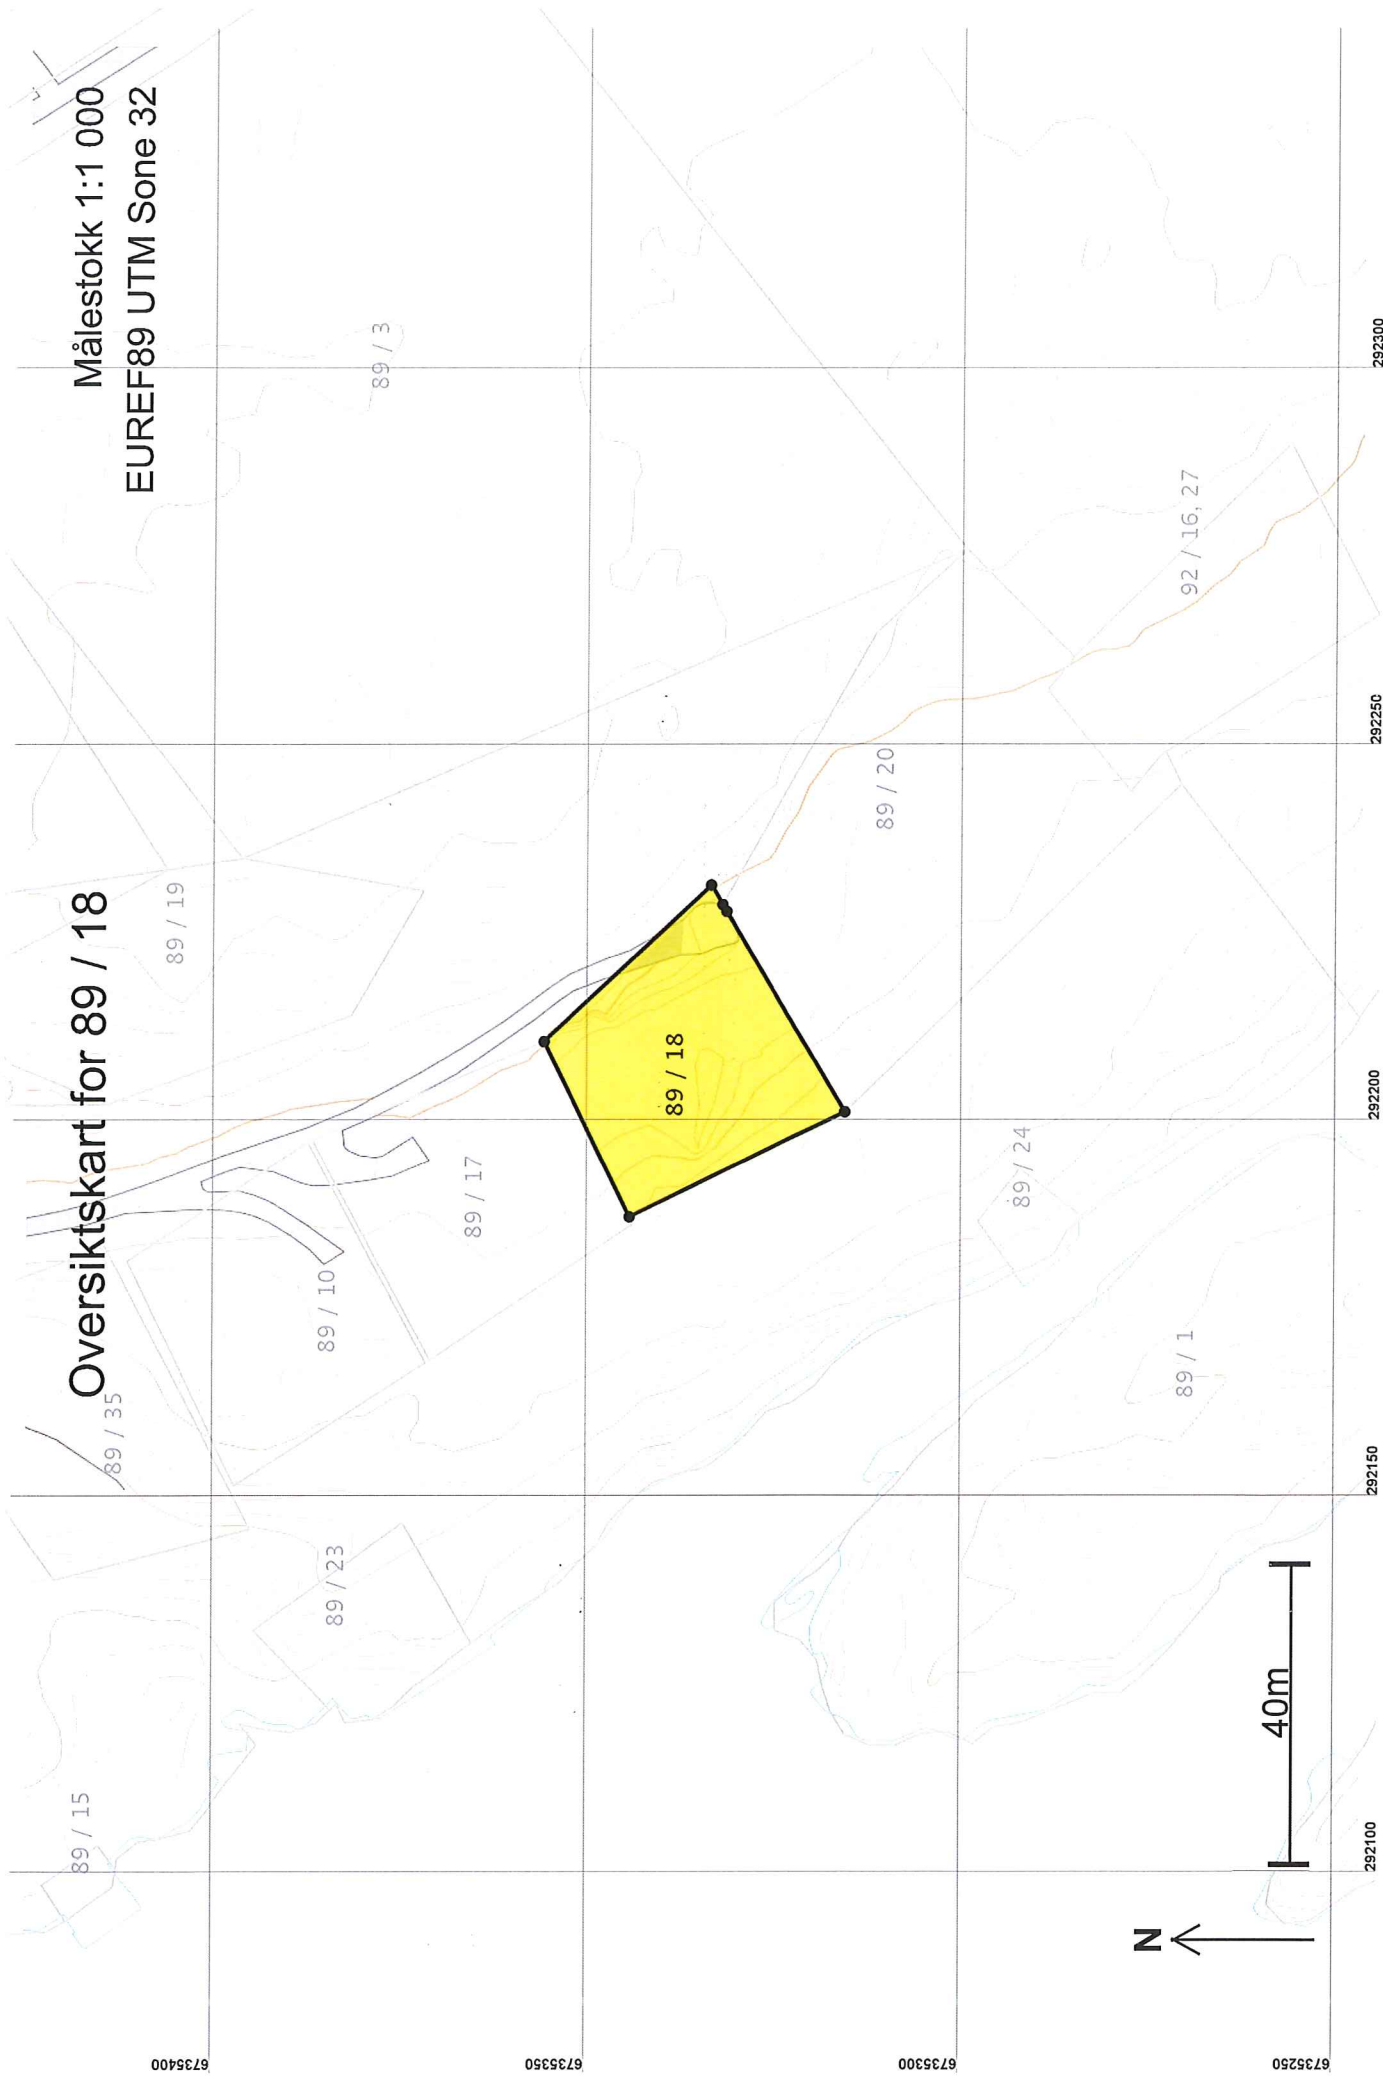 Oversiktskart for 89 / 18
Målestokk 1:1 000
EUREF89 UTM Sone 32
89 / 15
89 / 35
89 / 19
89 / 3
89 / 23
89 / 10
89 / 17
89 / 18
89 / 20
89 / 24
89 / 1
92 / 16, 27
N
40m
6735400
6735350
6735300
6735250
292100
292150
292200
292250
292300